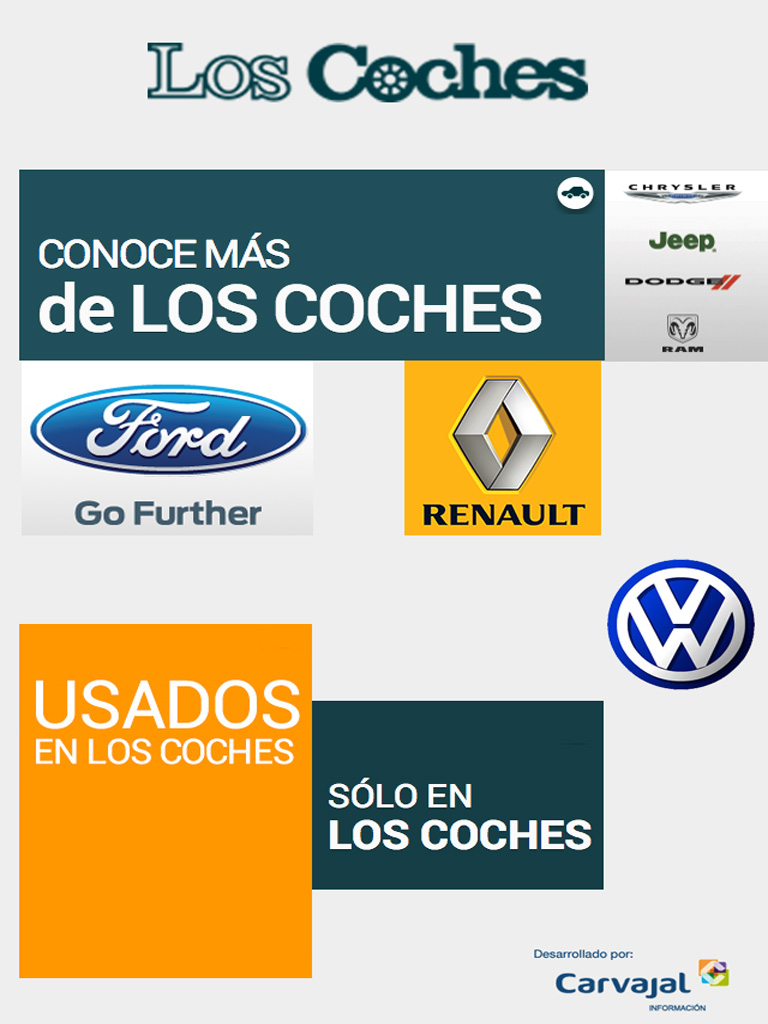 Los Coches
CONOCE MÁS
de LOS COCHES
CHRYSLER
Jeep
DODGE
RAM
Ford
Go Further
RENAULT
VW
USADOS
EN LOS COCHES
SÓLO EN
LOS COCHES
Desarrollado por:
Carvajal
INFORMACIÓN